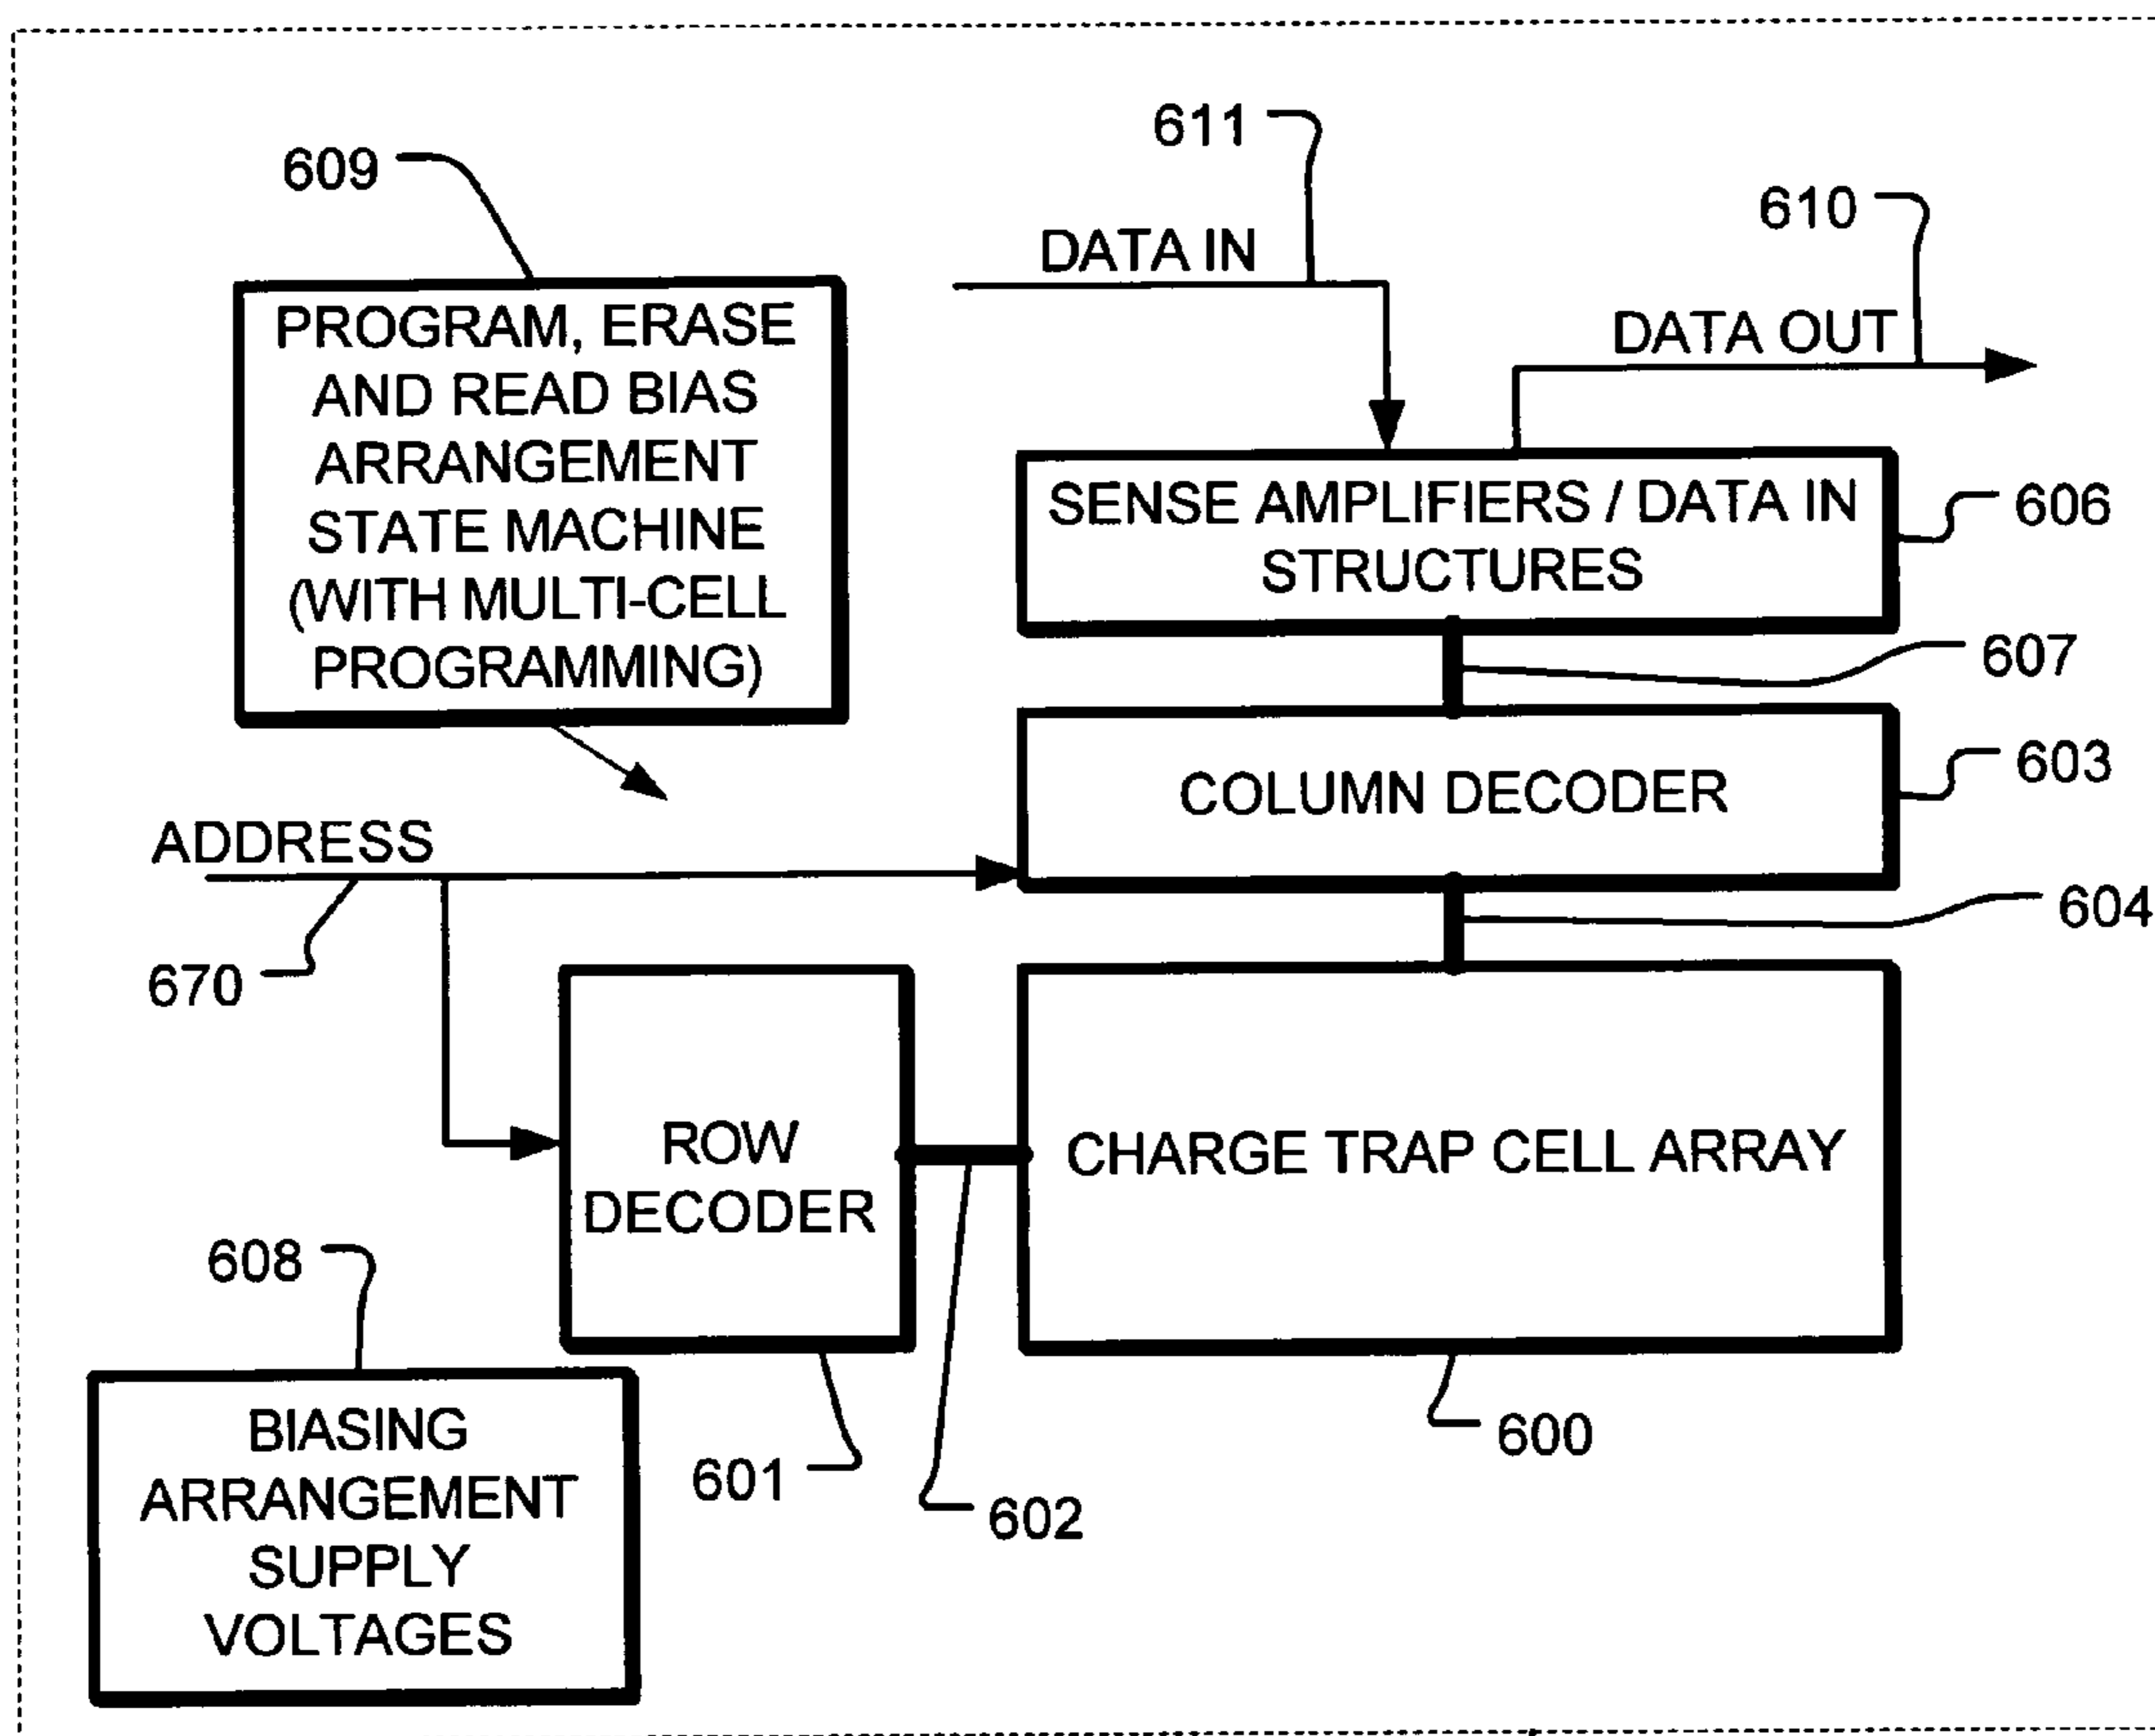 611
609
610
DATA IN
DATA OUT
PROGRAM, ERASE
AND READ BIAS
ARRANGEMENT
STATE MACHINE
(WITH MULTI-CELL
PROGRAMMING)
SENSE AMPLIFIERS / DATA IN
STRUCTURES
606
607
COLUMN DECODER
603
ADDRESS
604
670
ROW
DECODER
CHARGE TRAP CELL ARRAY
608
600
601
602
BIASING
ARRANGEMENT
SUPPLY
VOLTAGES